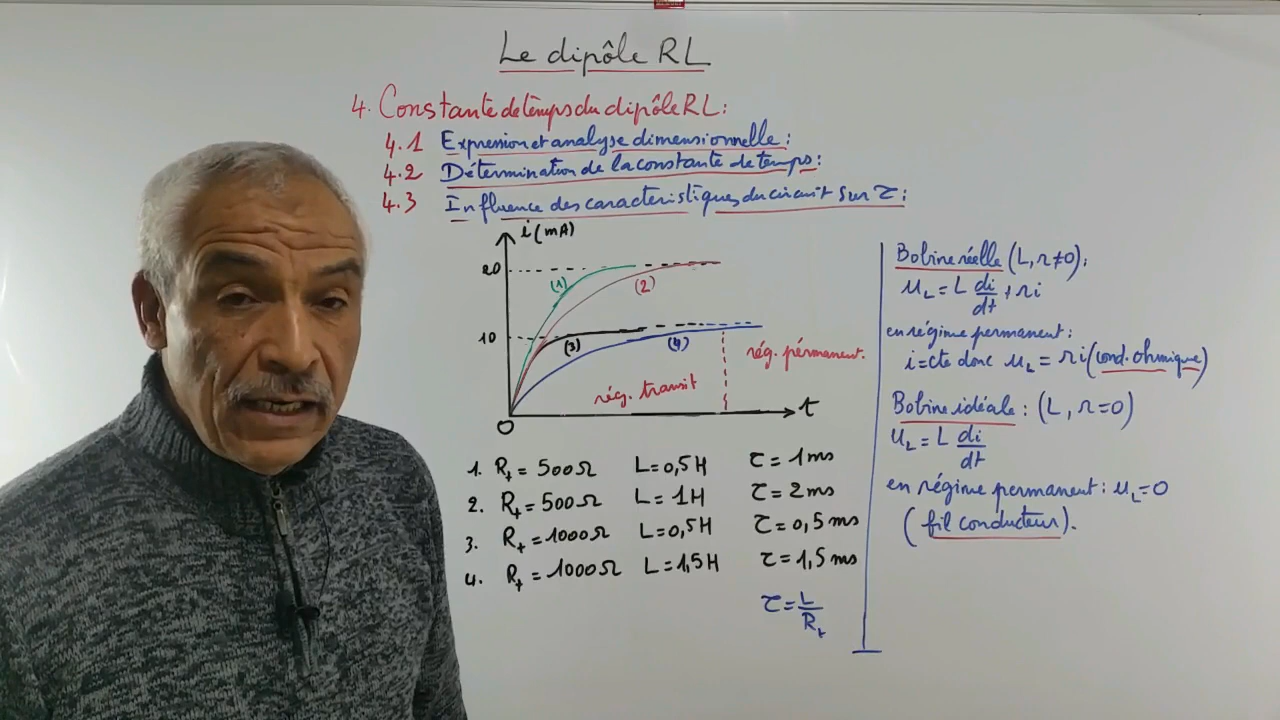 Le dipôle RL
4. Constante de temps du dipôle RL:
4.1 Expression et analyse dimensionnelle:
4.2 Détermination de la constante de temps:
4.3 Influence des caractéristiques du circuit sur τ:
i(mA)
20
(1)
(2)
10
(3)
(4)
rég. transit
rég. pérmanent.
t
O
1. Rt = 500Ω L=0,5H τ = 1ms
2. Rt = 500Ω L=1H τ = 2ms
3. Rt = 1000Ω L=0,5H τ = 0,5ms
4. Rt = 1000Ω L=1,5H τ = 1,5ms
τ = L/Rt
Bobine réelle (L, r≠0):
uL = L di/dt + ri
en régime permanent:
i=cte donc uL = ri (cond. ohmique)
Bobine idéale: (L, r=0)
uL = L di/dt
en régime permanent: uL=0
(fil conducteur).